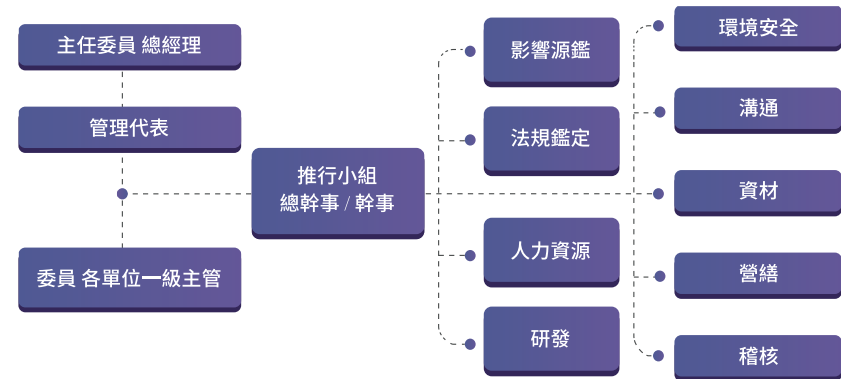 主任委員 總經理
管理代表
委員 各單位一級主管
推行小組
總幹事 / 幹事
影響源鑑
法規鑑定
人力資源
研發
環境安全
溝通
資材
營繕
稽核